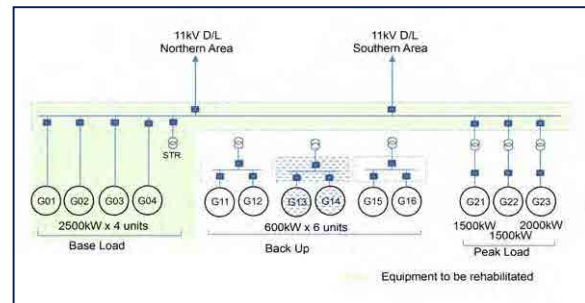 11kV D/L
Northern Area
11kV D/L
Southern Area
STR
G01 G02 G03 G04
G11 G12 G13 G14 G15 G16
G21 G22 G23
1500kW 2000kW
1500kW
2500kW x 4 units
600kW x 6 units
Base Load
Back Up
Peak Load
Equipment to be rehabilitated